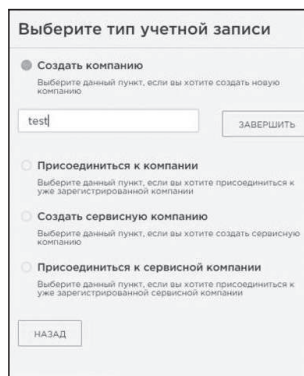 Выберите тип учетной записи
Создать компанию
Выберите данный пункт, если вы хотите создать новую
компанию
test
ЗАВЕРШИТЬ
Присоединиться к компании
Выберите данный пункт, если вы хотите присоединиться к
уже зарегистрированной компании
Создать сервисную компанию
Выберите данный пункт, если вы хотите создать сервисную
компанию
Присоединиться к сервисной компании
Выберите данный пункт, если вы хотите присоединиться к
уже зарегистрированной сервисной компании
НАЗАД